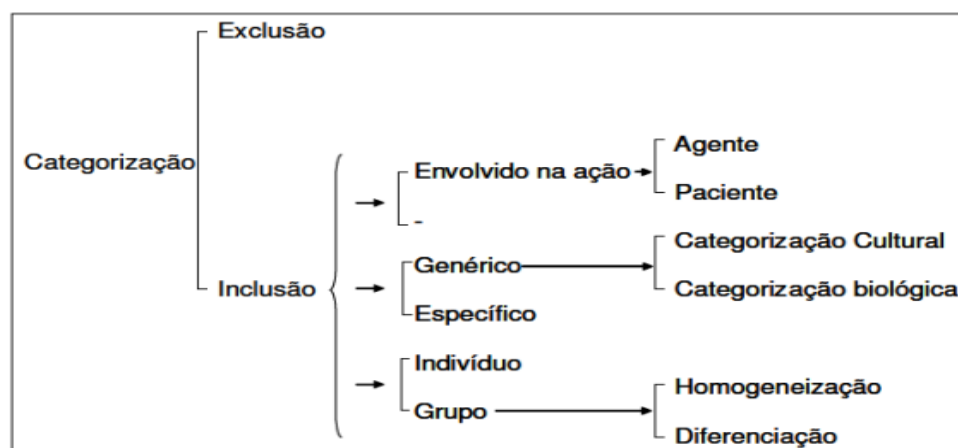 Exclusão
Categorização
Inclusão
Envolvido na ação
-
Agente
Paciente
Genérico
Específico
Categorização Cultural
Categorização biológica
Indivíduo
Grupo
Homogeneização
Diferenciação